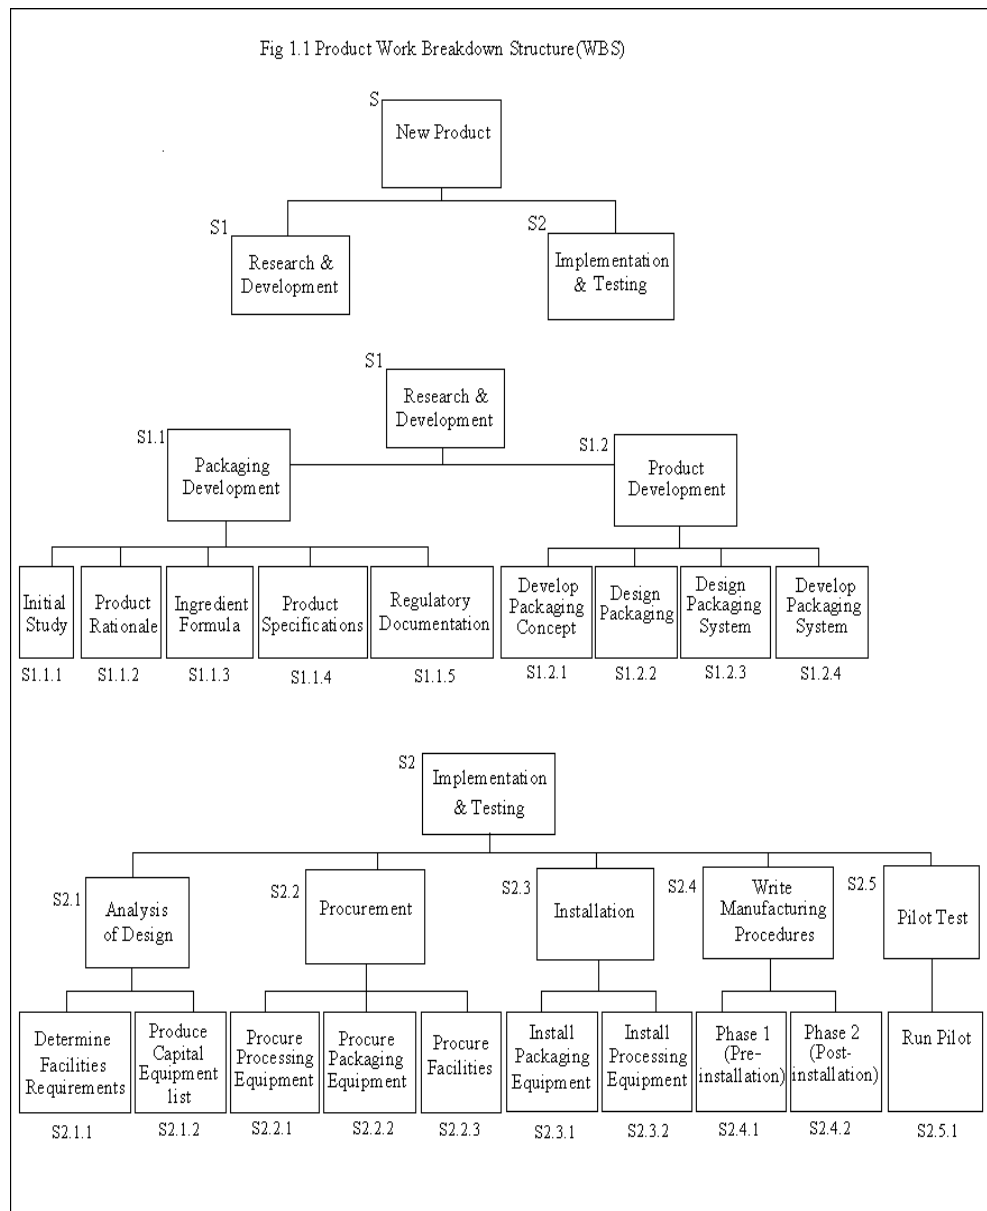 Fig 1.1 Product Work Breakdown Structure(WBS)
S
New Product
S1
Research &
Development
S2
Implementation
& Testing
S1
Research &
Development
S1.1
Packaging
Development
S1.2
Product
Development
Initial
Study
S1.1.1
Product
Rationale
S1.1.2
Ingredient
Formula
S1.1.3
Product
Specifications
S1.1.4
Regulatory
Documentation
S1.1.5
Develop
Packaging
Concept
S1.2.1
Design
Packaging
S1.2.2
Design
Packaging
System
S1.2.3
Develop
Packaging
System
S1.2.4
S2
Implementation
& Testing
S2.1
Analysis
of Design
S2.2
Procurement
S2.3
Installation
S2.4
Write
Manufacturing
Procedures
S2.5
Pilot Test
Determine
Facilities
Requirements
S2.1.1
Produce
Capital
Equipment
list
S2.1.2
Procure
Processing
Equipment
S2.2.1
Procure
Packaging
Equipment
S2.2.2
Procure
Facilities
S2.2.3
Install
Packaging
Equipment
S2.3.1
Install
Processing
Equipment
S2.3.2
Phase 1
(Pre-
installation)
S2.4.1
Phase 2
(Post-
installation)
S2.4.2
Run Pilot
S2.5.1